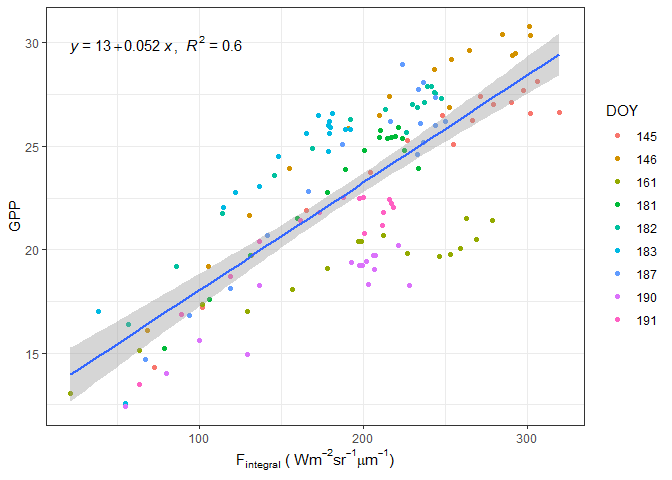 y = 13 + 0.052 x, R² = 0.6
GPP
30
25
20
15
100 200 300
F_integral ( Wm⁻²sr⁻¹μm⁻¹)
DOY
145
146
161
181
182
183
187
190
191